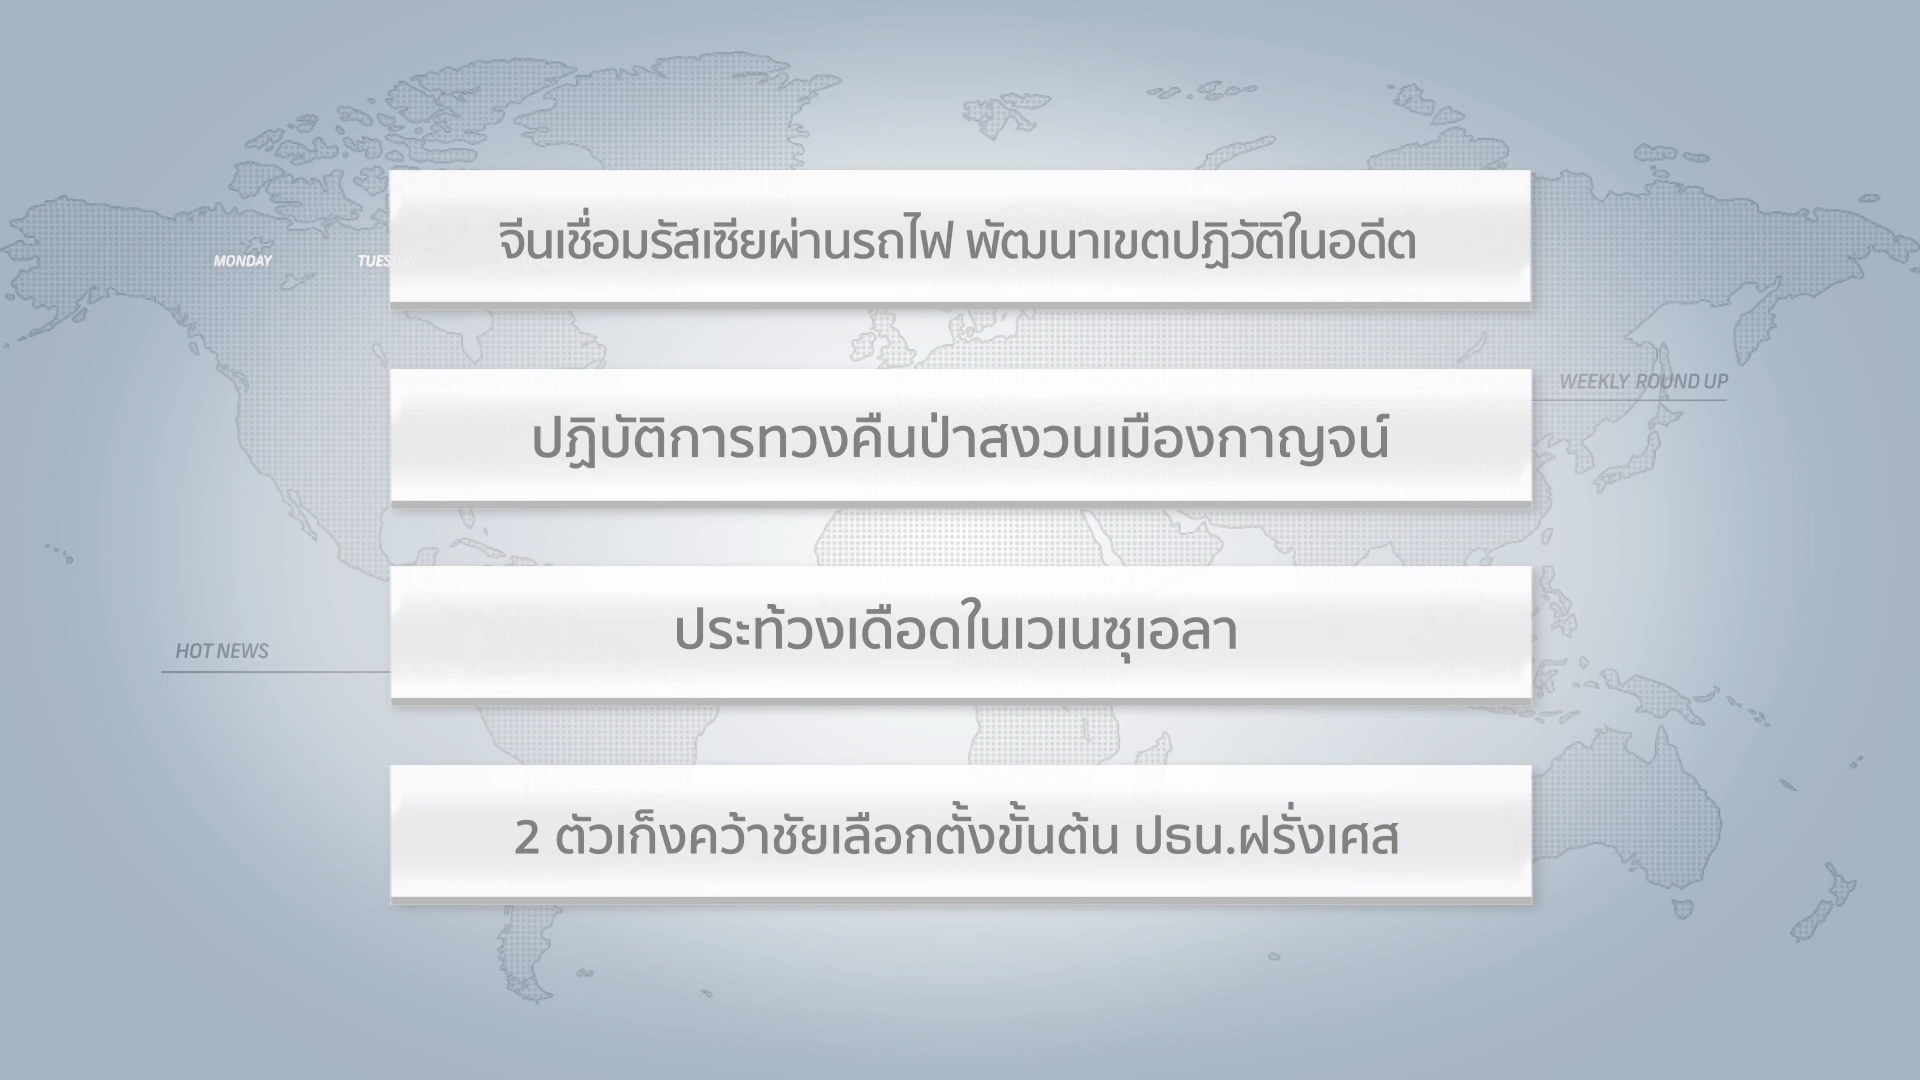 จีนเชื่อมรัสเซียผ่านรถไฟ พัฒนาเขตปฏิวัติในอดีต
MONDAY
WEEKLY ROUND UP
ปฏิบัติการทวงคืนป่าสงวนเมืองกาญจน์
ประท้วงเดือดในเวเนซุเอลา
HOT NEWS
2 ตัวเก็งคว้าชัยเลือกตั้งขั้นต้น ปธน.ฝรั่งเศส